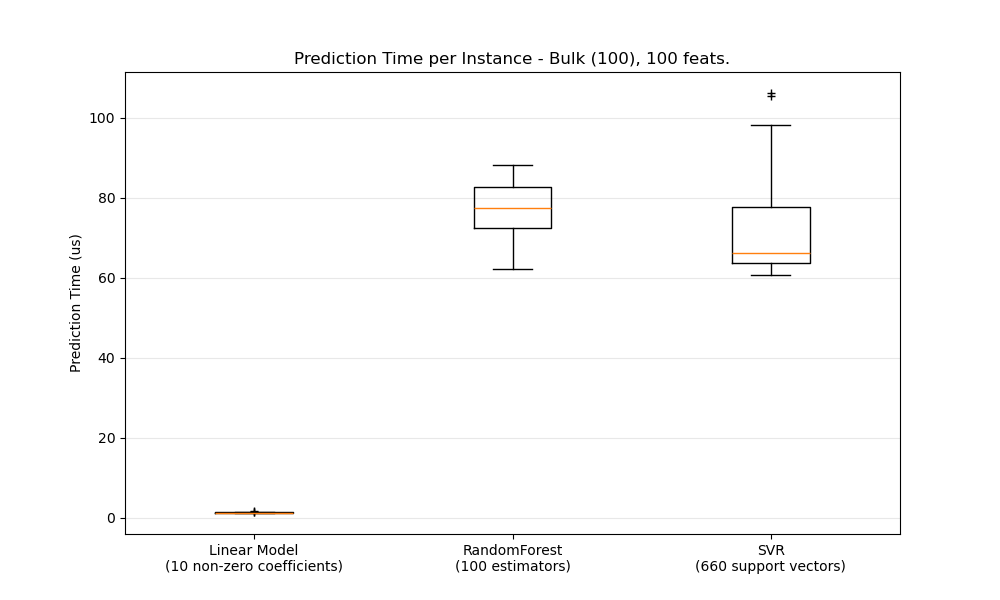 Prediction Time per Instance - Bulk (100), 100 feats.
Prediction Time (us)
100
80
60
40
20
0
Linear Model
(10 non-zero coefficients)
RandomForest
(100 estimators)
SVR
(660 support vectors)